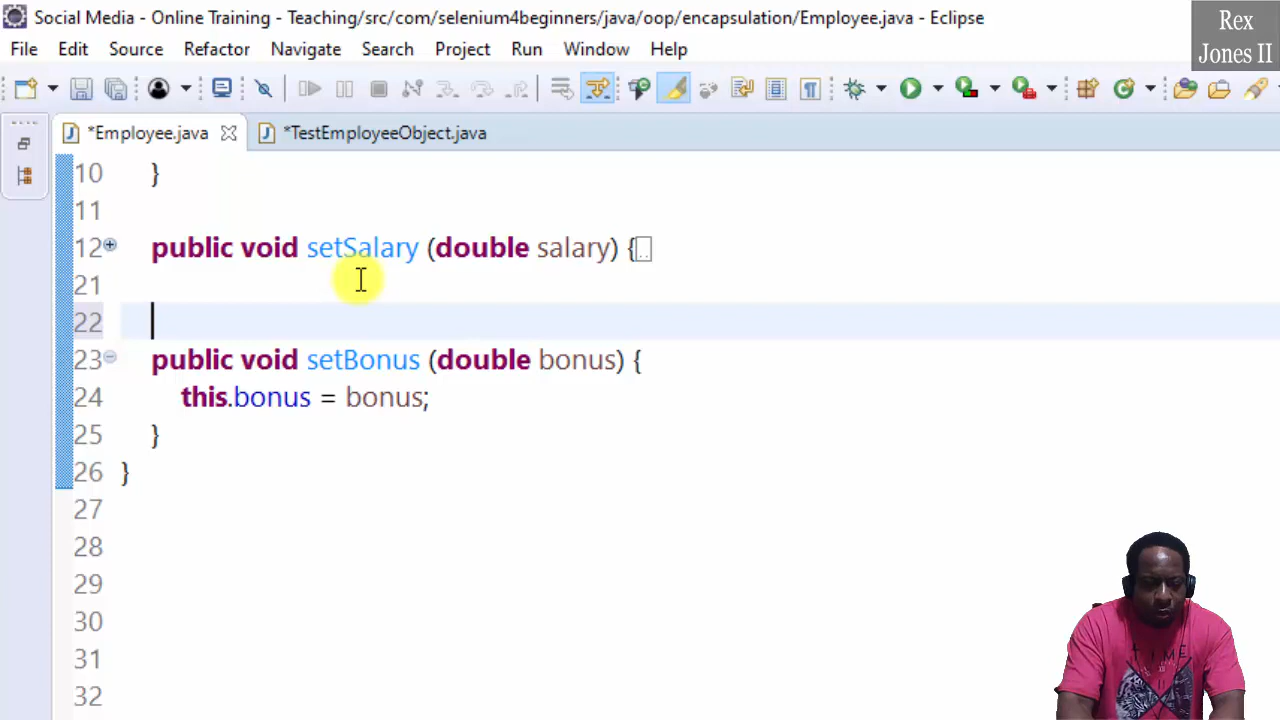 Social Media - Online Training - Teaching/src/com/selenium4beginners/java/oop/encapsulation/Employee.java - Eclipse
Rex
Jones II
File Edit Source Refactor Navigate Search Project Run Window Help
*Employee.java *TestEmployeeObject.java
10 }
11
12 public void setSalary (double salary) {..
21
22
23 public void setBonus (double bonus) {
24 this.bonus = bonus;
25 }
26 }
27
28
29
30
31
32
TIME
II